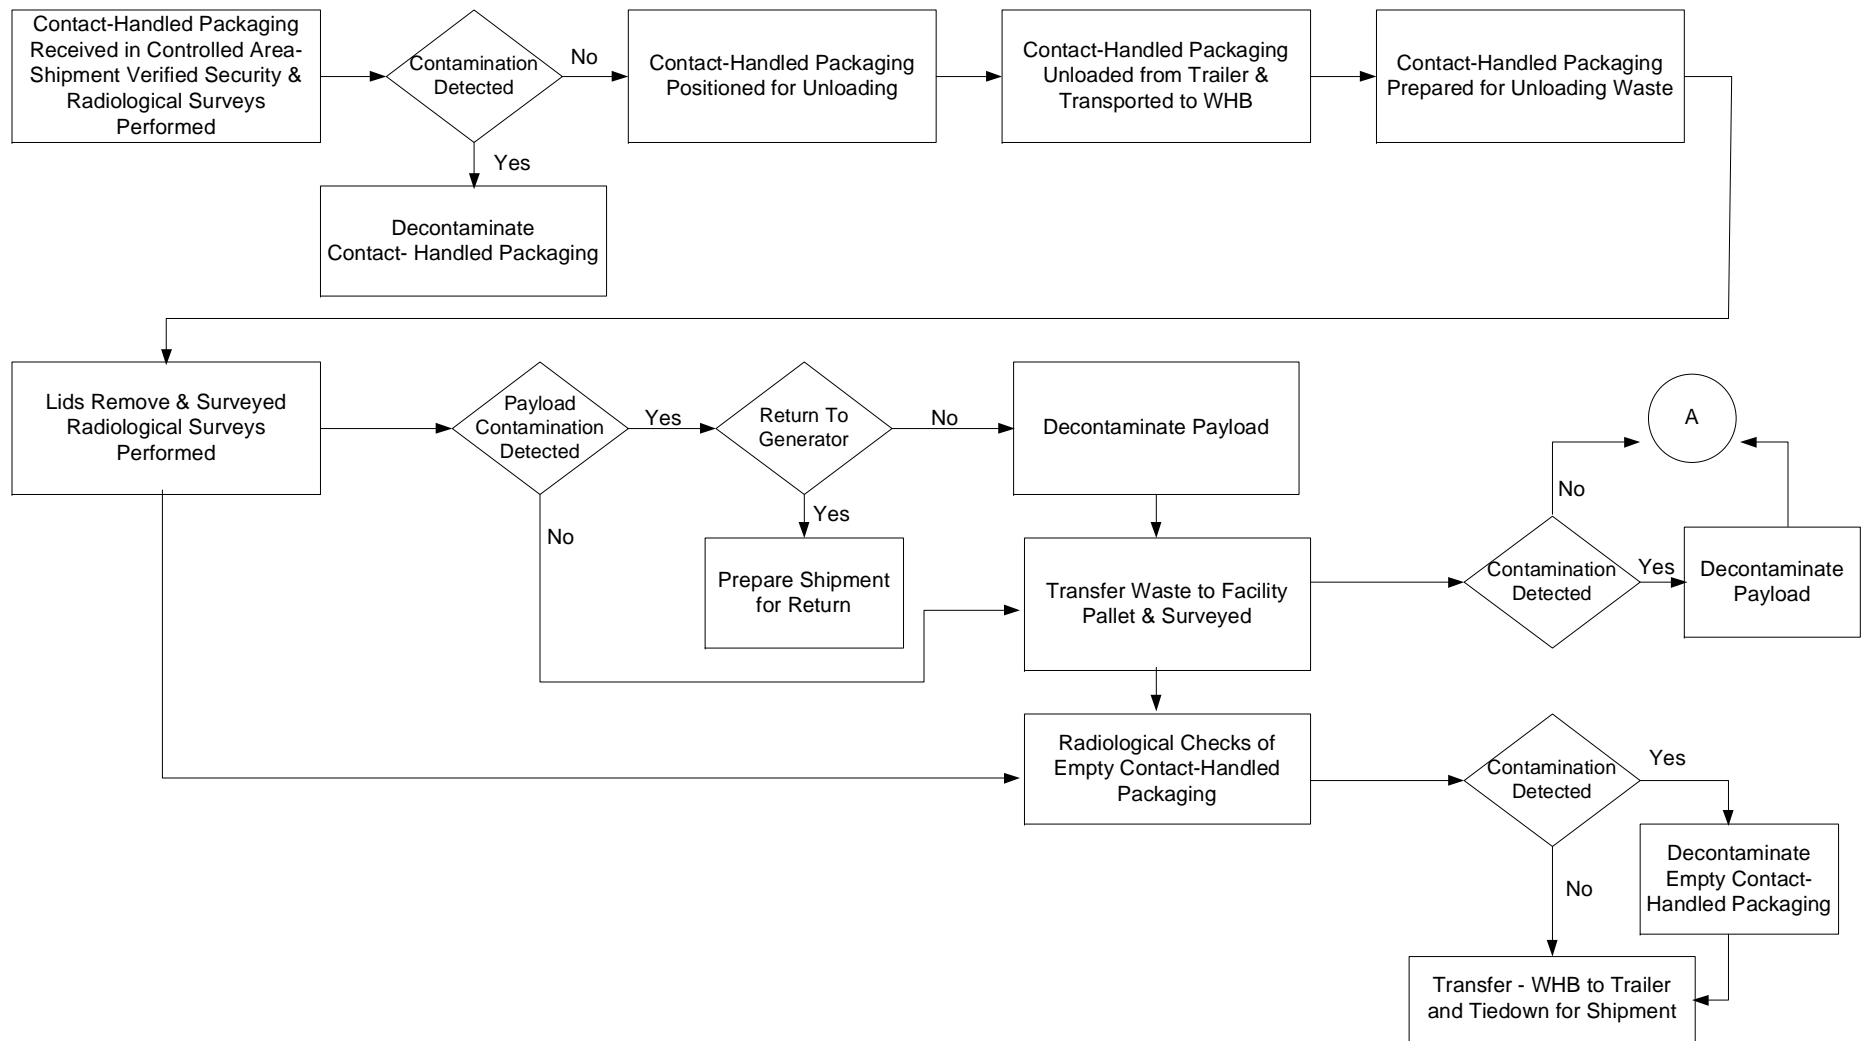 Contact-Handled Packaging
Received in Controlled Area-
Shipment Verified Security &
Radiological Surveys
Performed
Contamination
Detected
No
Contact-Handled Packaging
Positioned for Unloading
Contact-Handled Packaging
Unloaded from Trailer &
Transported to WHB
Contact-Handled Packaging
Prepared for Unloading Waste
Yes
Decontaminate
Contact- Handled Packaging
Lids Remove & Surveyed
Radiological Surveys
Performed
Payload
Contamination
Detected
Yes
Return To
Generator
No
Decontaminate Payload
A
No
Yes
No
Prepare Shipment
for Return
Transfer Waste to Facility
Pallet & Surveyed
Contamination
Detected
Yes
Decontaminate
Payload
Radiological Checks of
Empty Contact-Handled
Packaging
Contamination
Detected
Yes
No
Decontaminate
Empty Contact-
Handled Packaging
Transfer - WHB to Trailer
and Tiedown for Shipment